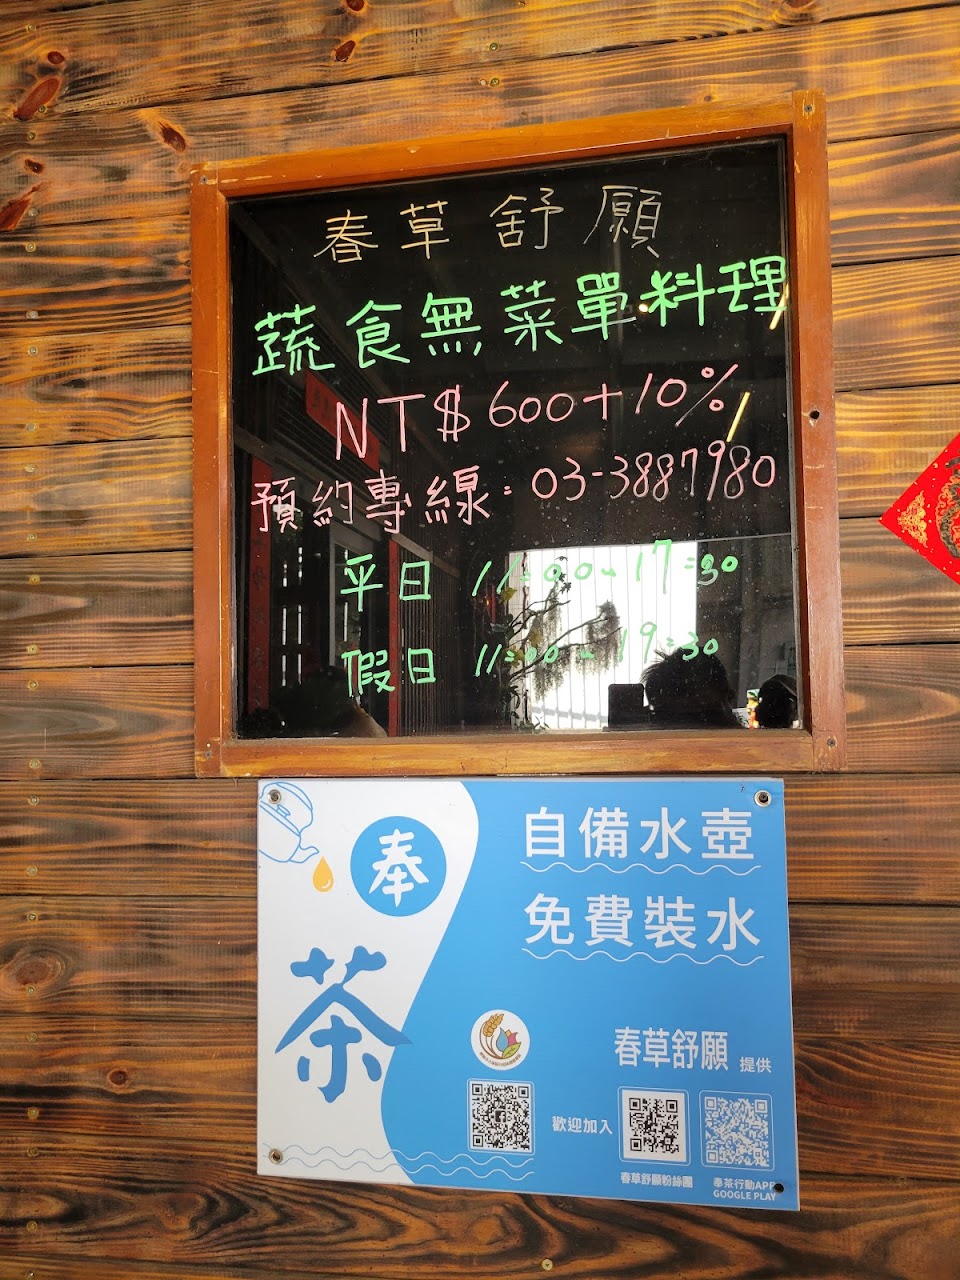 春草舒願
蔬食無菜單料理
NT$600+10%
預約專線:03-3887980
平日 11:00-17:30
假日 11:00-19:30
奉
茶
自備水壺
免費裝水
春草舒願 提供
歡迎加入
春草舒願粉絲團
奉茶行動APP
GOOGLE PLAY